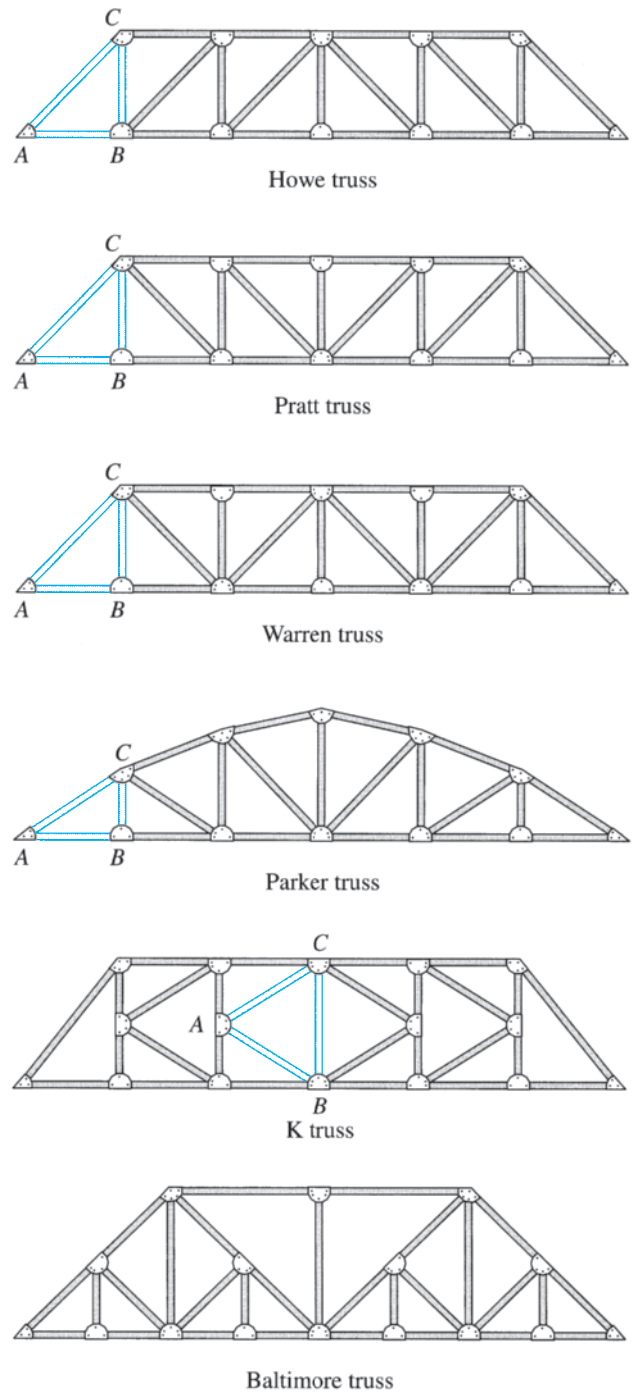 C
A B
Howe truss
C
A B
Pratt truss
C
A B
Warren truss
C
A B
Parker truss
C
A
B
K truss
Baltimore truss